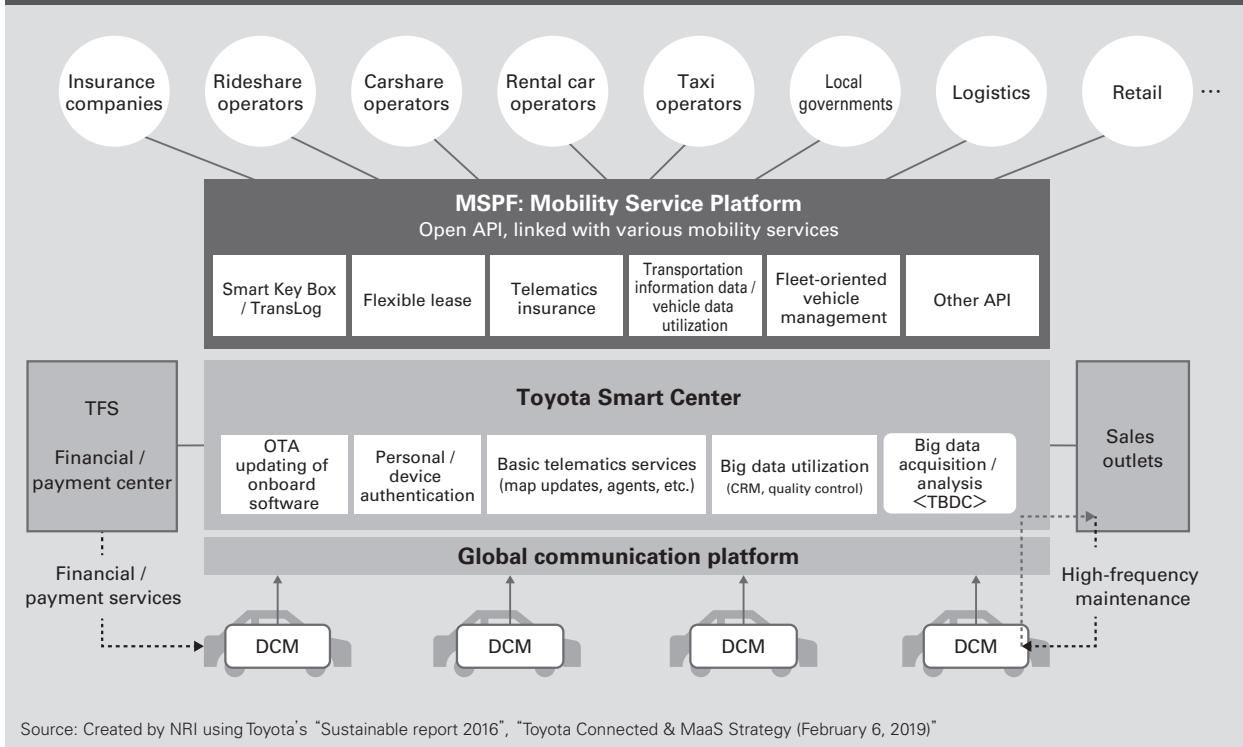 Insurance
companies
Rideshare
operators
Carshare
operators
Rental car
operators
Taxi
operators
Local
governments
Logistics
Retail
…
MSPF: Mobility Service Platform
Open API, linked with various mobility services
Smart Key Box
/ TransLog
Flexible lease
Telematics
insurance
Transportation
information data /
vehicle data
utilization
Fleet-oriented
vehicle
management
Other API
TFS
Financial /
payment center
Toyota Smart Center
OTA
updating of
onboard
software
Personal /
device
authentication
Basic telematics services
(map updates, agents, etc.)
Big data utilization
(CRM, quality control)
Big data
acquisition /
analysis
<TBDC>
Sales
outlets
Global communication platform
Financial /
payment services
High-frequency
maintenance
DCM
DCM
DCM
DCM
Source: Created by NRI using Toyota’s “Sustainable report 2016”, “Toyota Connected & MaaS Strategy (February 6, 2019)”